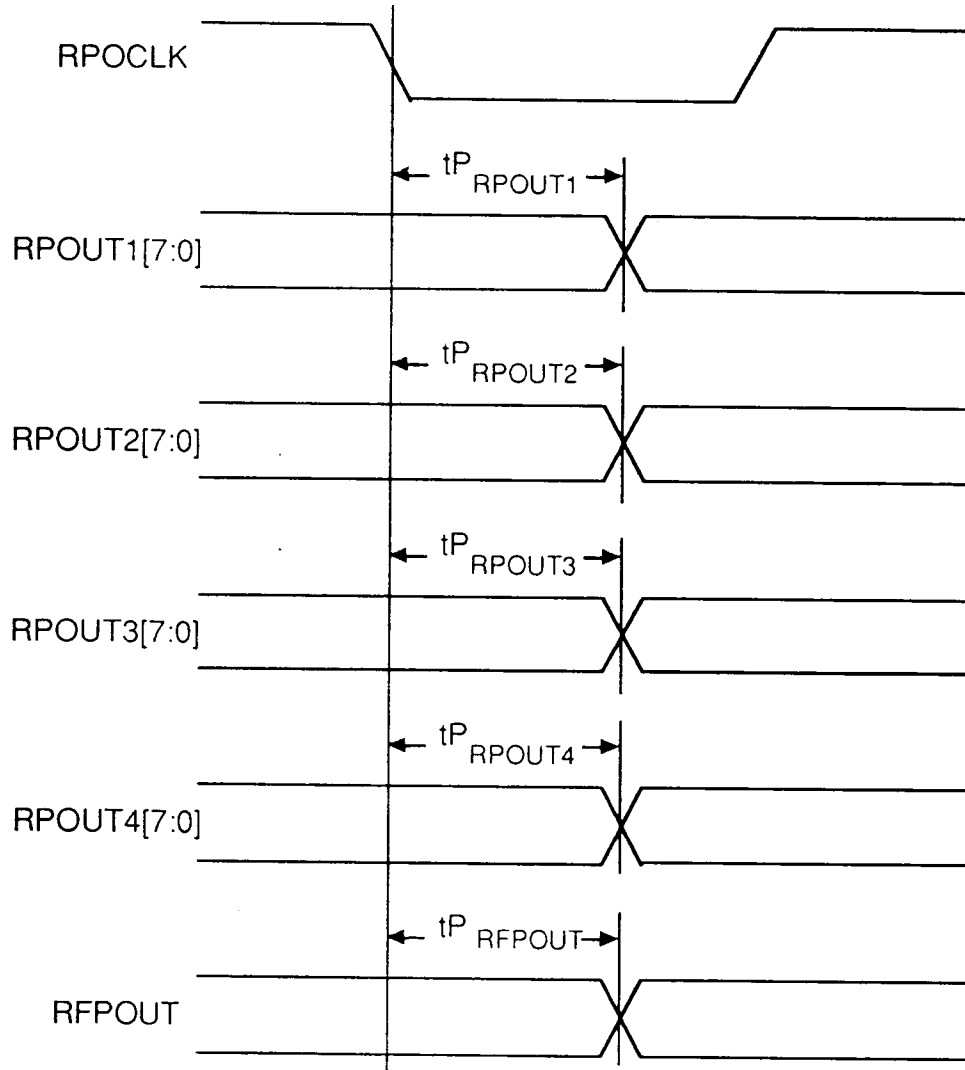 RPOCLK
tP RPOUT1
RPOUT1[7:0]
tP RPOUT2
RPOUT2[7:0]
tP RPOUT3
RPOUT3[7:0]
tP RPOUT4
RPOUT4[7:0]
tP RFPOUT
RFPOUT